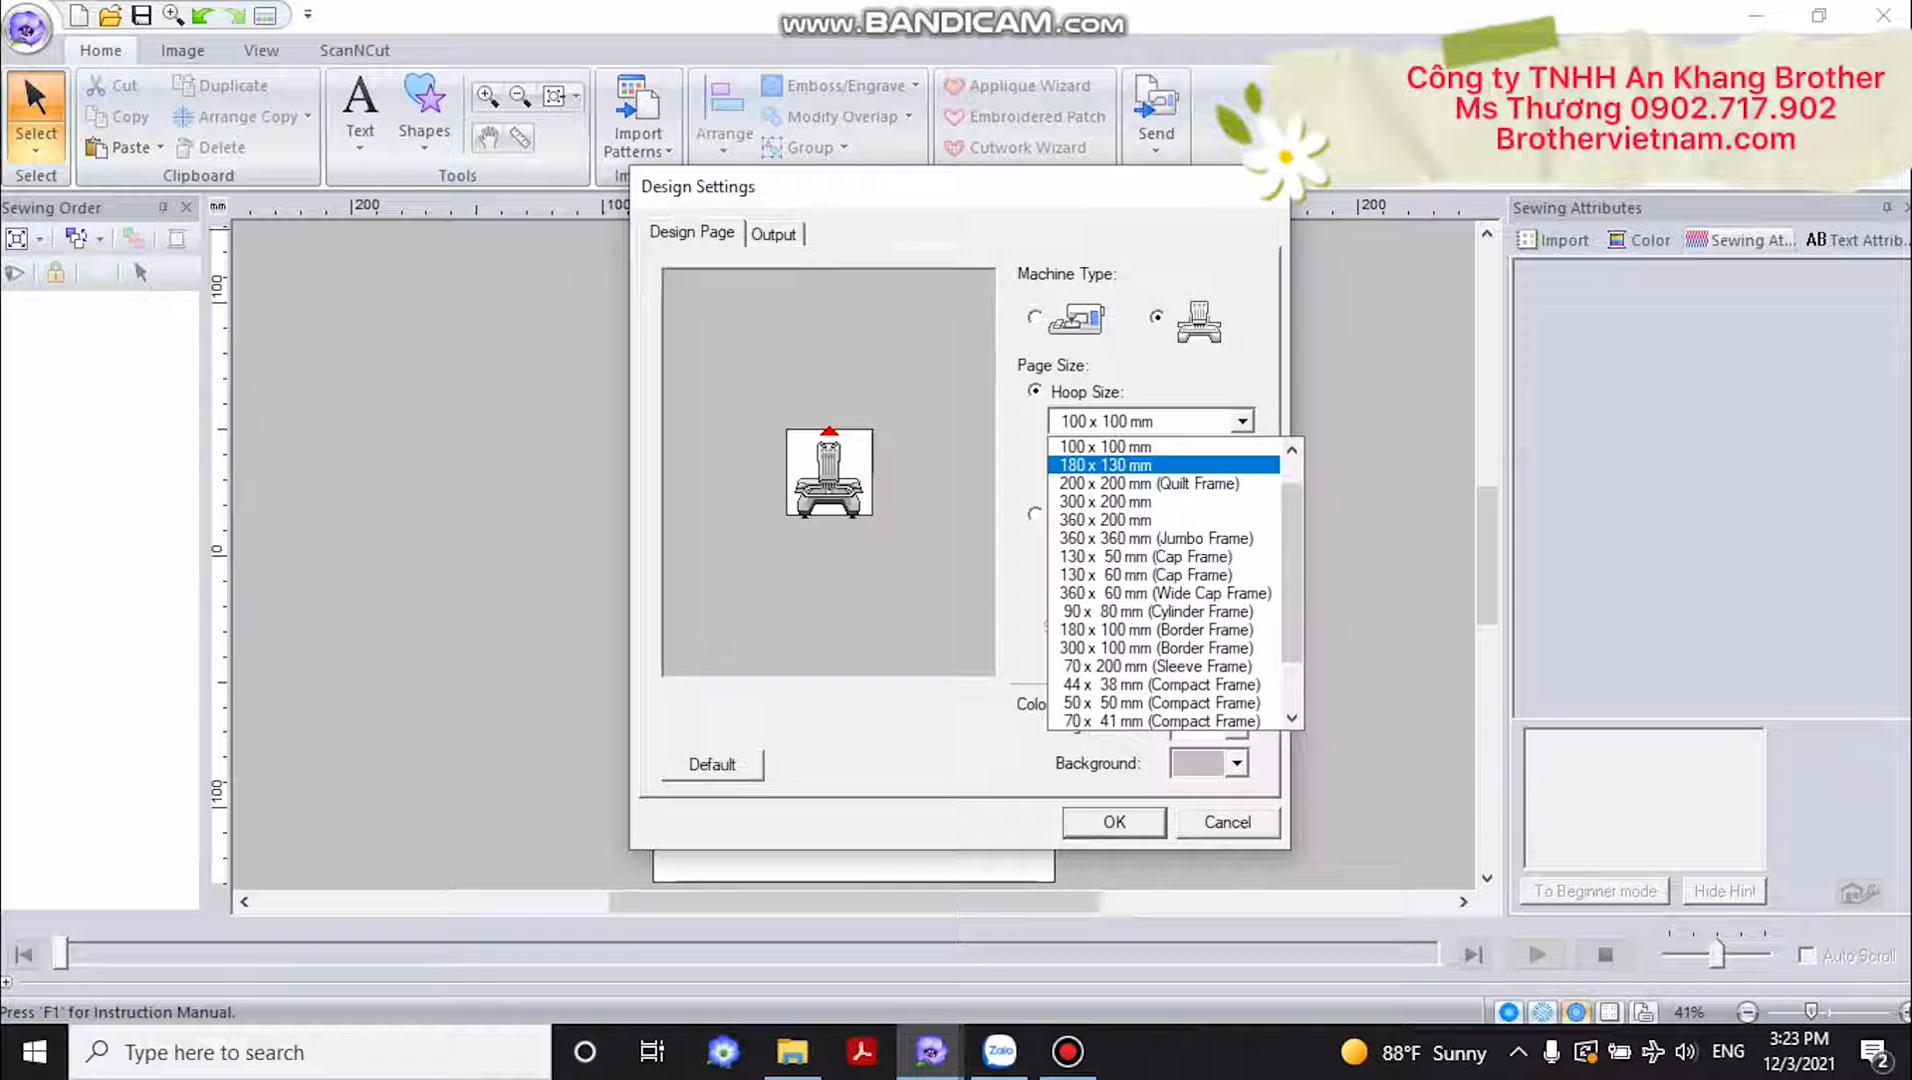 www.BANDICAM.com
Home
Image
View
ScanNCut
Công ty TNHH An Khang Brother
Ms Thương 0902.717.902
Brothervietnam.com
Select
Select
Cut
Copy
Paste
Duplicate
Arrange Copy
Delete
Clipboard
Text
Shapes
Tools
Import
Patterns
Arrange
Emboss/Engrave
Modify Overlap
Group
Applique Wizard
Embroidered Patch
Cutwork Wizard
Send
Sewing Order
mm
200
100
200
100
0
100
Design Settings
Design Page
Output
Machine Type:
Page Size:
Hoop Size:
100 x 100 mm
100 x 100 mm
180 x 130 mm
200 x 200 mm (Quilt Frame)
300 x 200 mm
360 x 200 mm
360 x 360 mm (Jumbo Frame)
130 x 50 mm (Cap Frame)
130 x 60 mm (Cap Frame)
360 x 60 mm (Wide Cap Frame)
90 x 80 mm (Cylinder Frame)
180 x 100 mm (Border Frame)
300 x 100 mm (Border Frame)
70 x 200 mm (Sleeve Frame)
44 x 38 mm (Compact Frame)
50 x 50 mm (Compact Frame)
70 x 41 mm (Compact Frame)
Colo
Background:
Default
OK
Cancel
Sewing Attributes
Import
Color
Sewing At...
AB Text Attrib...
To Beginner mode
Hide Hint
Auto Scroll
Press 'F1' for Instruction Manual.
41%
Type here to search
Zalo
88°F Sunny
ENG
3:23 PM
12/3/2021
2